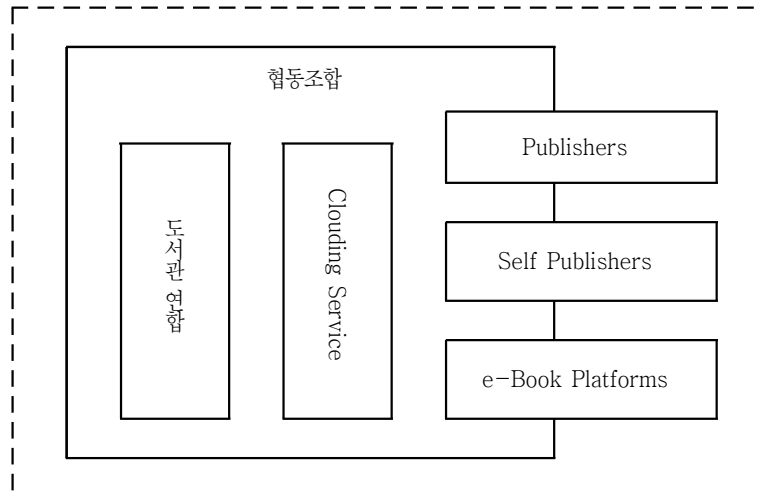 협동조합
도서관 연합
Clouding Service
Publishers
Self Publishers
e-Book Platforms